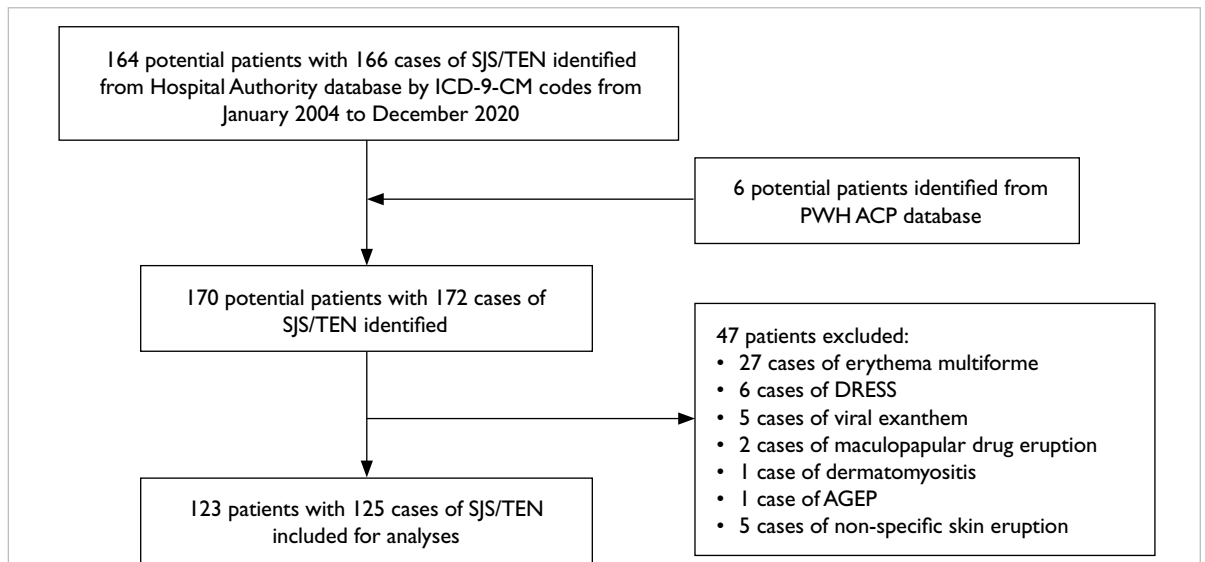 164 potential patients with 166 cases of SJS/TEN identified
from Hospital Authority database by ICD-9-CM codes from
January 2004 to December 2020
6 potential patients identified from
PWH ACP database
170 potential patients with 172 cases of
SJS/TEN identified
47 patients excluded:
• 27 cases of erythema multiforme
• 6 cases of DRESS
• 5 cases of viral exanthem
• 2 cases of maculopapular drug eruption
• 1 case of dermatomyositis
• 1 case of AGEP
• 5 cases of non-specific skin eruption
123 patients with 125 cases of SJS/TEN
included for analyses